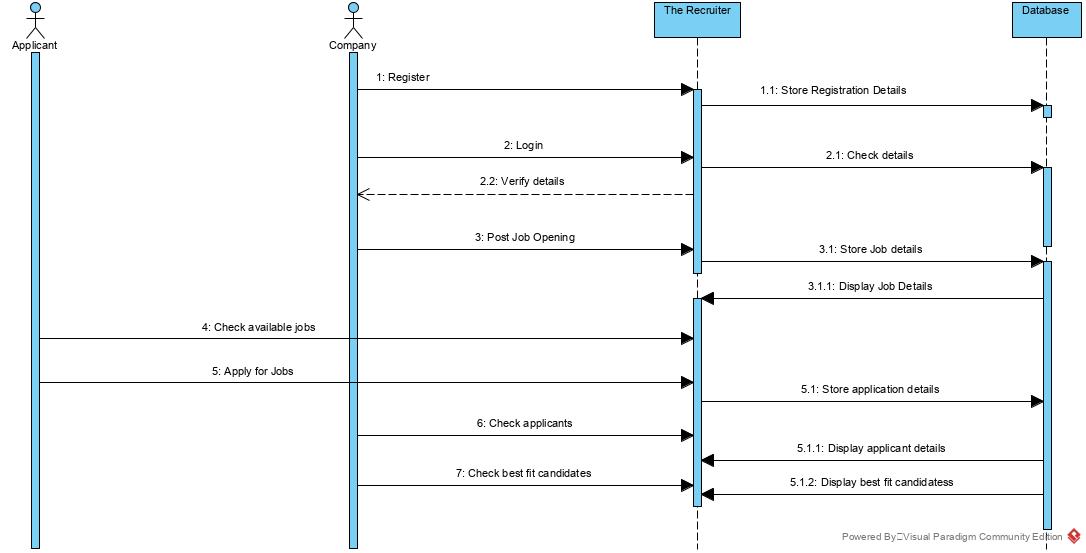 The Recruiter
Database
Applicant
Company
1: Register
1.1: Store Registration Details
2: Login
2.1: Check details
2.2: Verify details
3: Post Job Opening
3.1: Store Job details
3.1.1: Display Job Details
4: Check available jobs
5: Apply for Jobs
5.1: Store application details
6: Check applicants
5.1.1: Display applicant details
7: Check best fit candidates
5.1.2: Display best fit candidatess
Powered By Visual Paradigm Community Edition